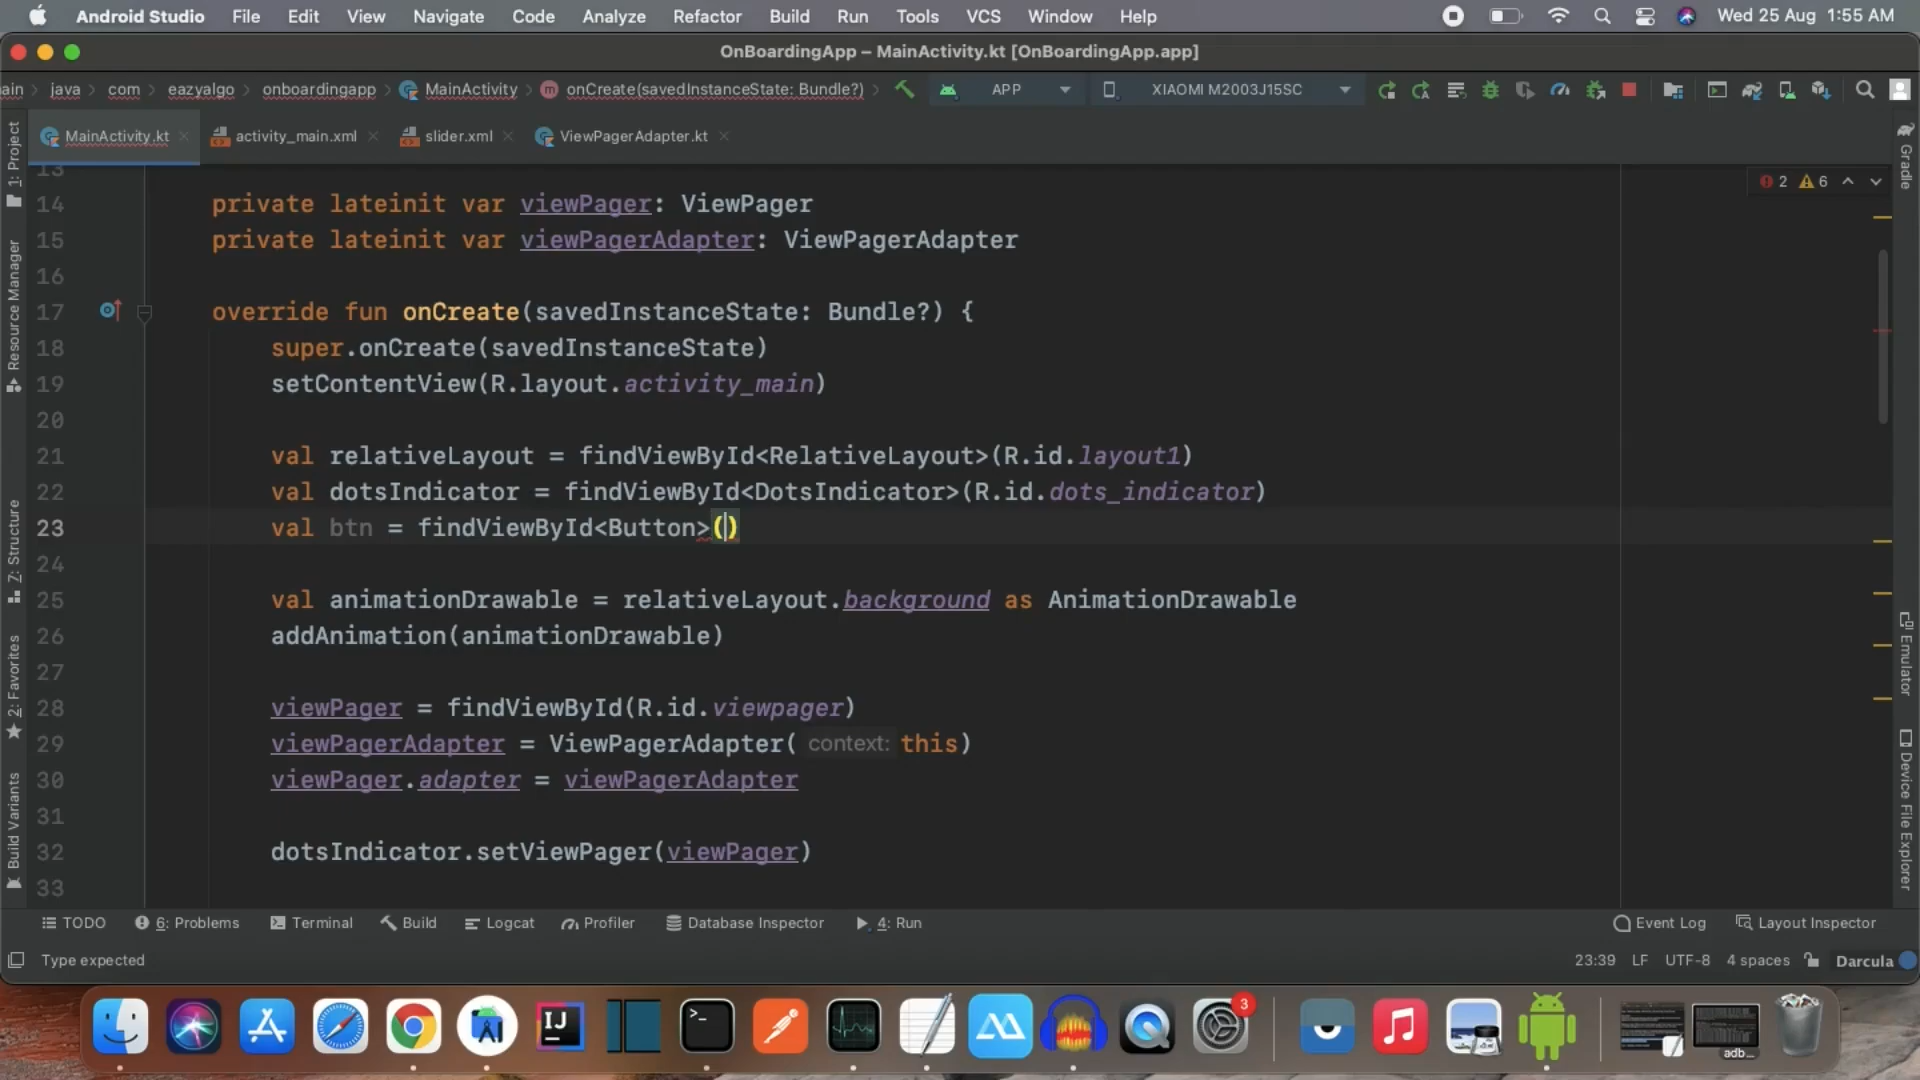 Android Studio File Edit View Navigate Code Analyze Refactor Build Run Tools VCS Window Help Wed 25 Aug 1:55 AM
OnBoardingApp – MainActivity.kt [OnBoardingApp.app]
ain java com eazyalgo onboardingapp MainActivity m onCreate(savedInstanceState: Bundle?) APP XIAOMI M2003J15SC
MainActivity.kt activity_main.xml slider.xml ViewPagerAdapter.kt
1: Project
Resource Manager
7: Structure
2: Favorites
Build Variants
Gradle
Emulator
Device File Explorer
2 6
13
14 private lateinit var viewPager: ViewPager
15 private lateinit var viewPagerAdapter: ViewPagerAdapter
16
17 override fun onCreate(savedInstanceState: Bundle?) {
18 super.onCreate(savedInstanceState)
19 setContentView(R.layout.activity_main)
20
21 val relativeLayout = findViewById<RelativeLayout>(R.id.layout1)
22 val dotsIndicator = findViewById<DotsIndicator>(R.id.dots_indicator)
23 val btn = findViewById<Button>()
24
25 val animationDrawable = relativeLayout.background as AnimationDrawable
26 addAnimation(animationDrawable)
27
28 viewPager = findViewById(R.id.viewpager)
29 viewPagerAdapter = ViewPagerAdapter( context: this)
30 viewPager.adapter = viewPagerAdapter
31
32 dotsIndicator.setViewPager(viewPager)
33
TODO 6: Problems Terminal Build Logcat Profiler Database Inspector 4: Run Event Log Layout Inspector
Type expected 23:39 LF UTF-8 4 spaces Darcula
IJ
>_
3
adb...